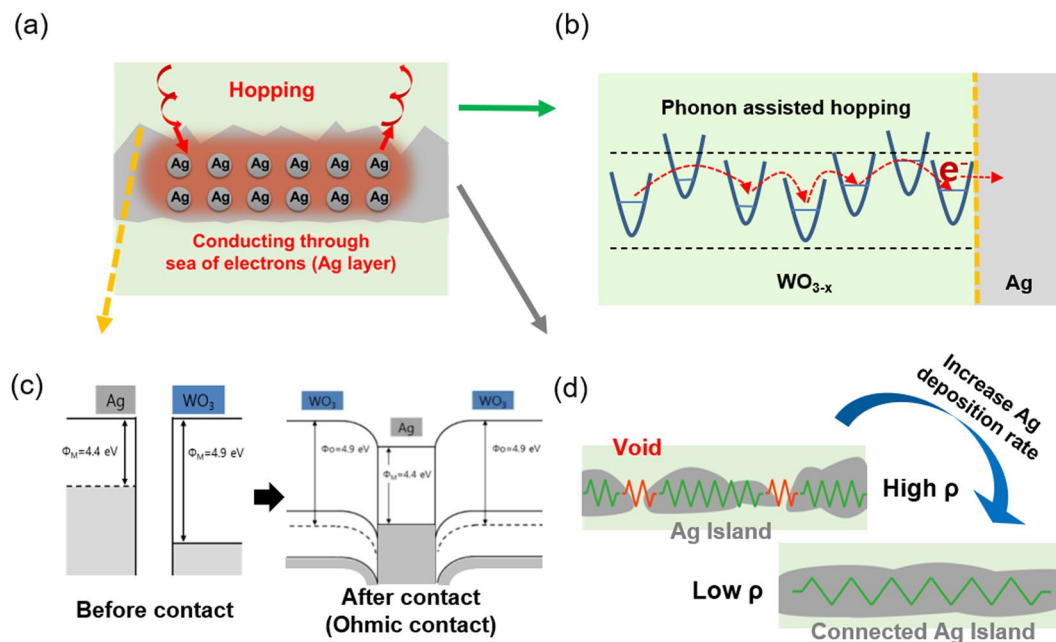 (a)
Hopping
Ag Ag Ag Ag Ag Ag
Ag Ag Ag Ag Ag Ag
Conducting through
sea of electrons (Ag layer)
(b)
Phonon assisted hopping
e⁻
WO₃₋ₓ
Ag
(c)
Ag
WO₃
Φ_M=4.4 eV
Φ_M=4.9 eV
Before contact
WO₃
Ag
WO₃
Φo=4.9 eV
Φ_M=4.4 eV
Φo=4.9 eV
After contact
(Ohmic contact)
(d)
Increase Ag
deposition rate
Void
High ρ
Ag Island
Low ρ
Connected Ag Island